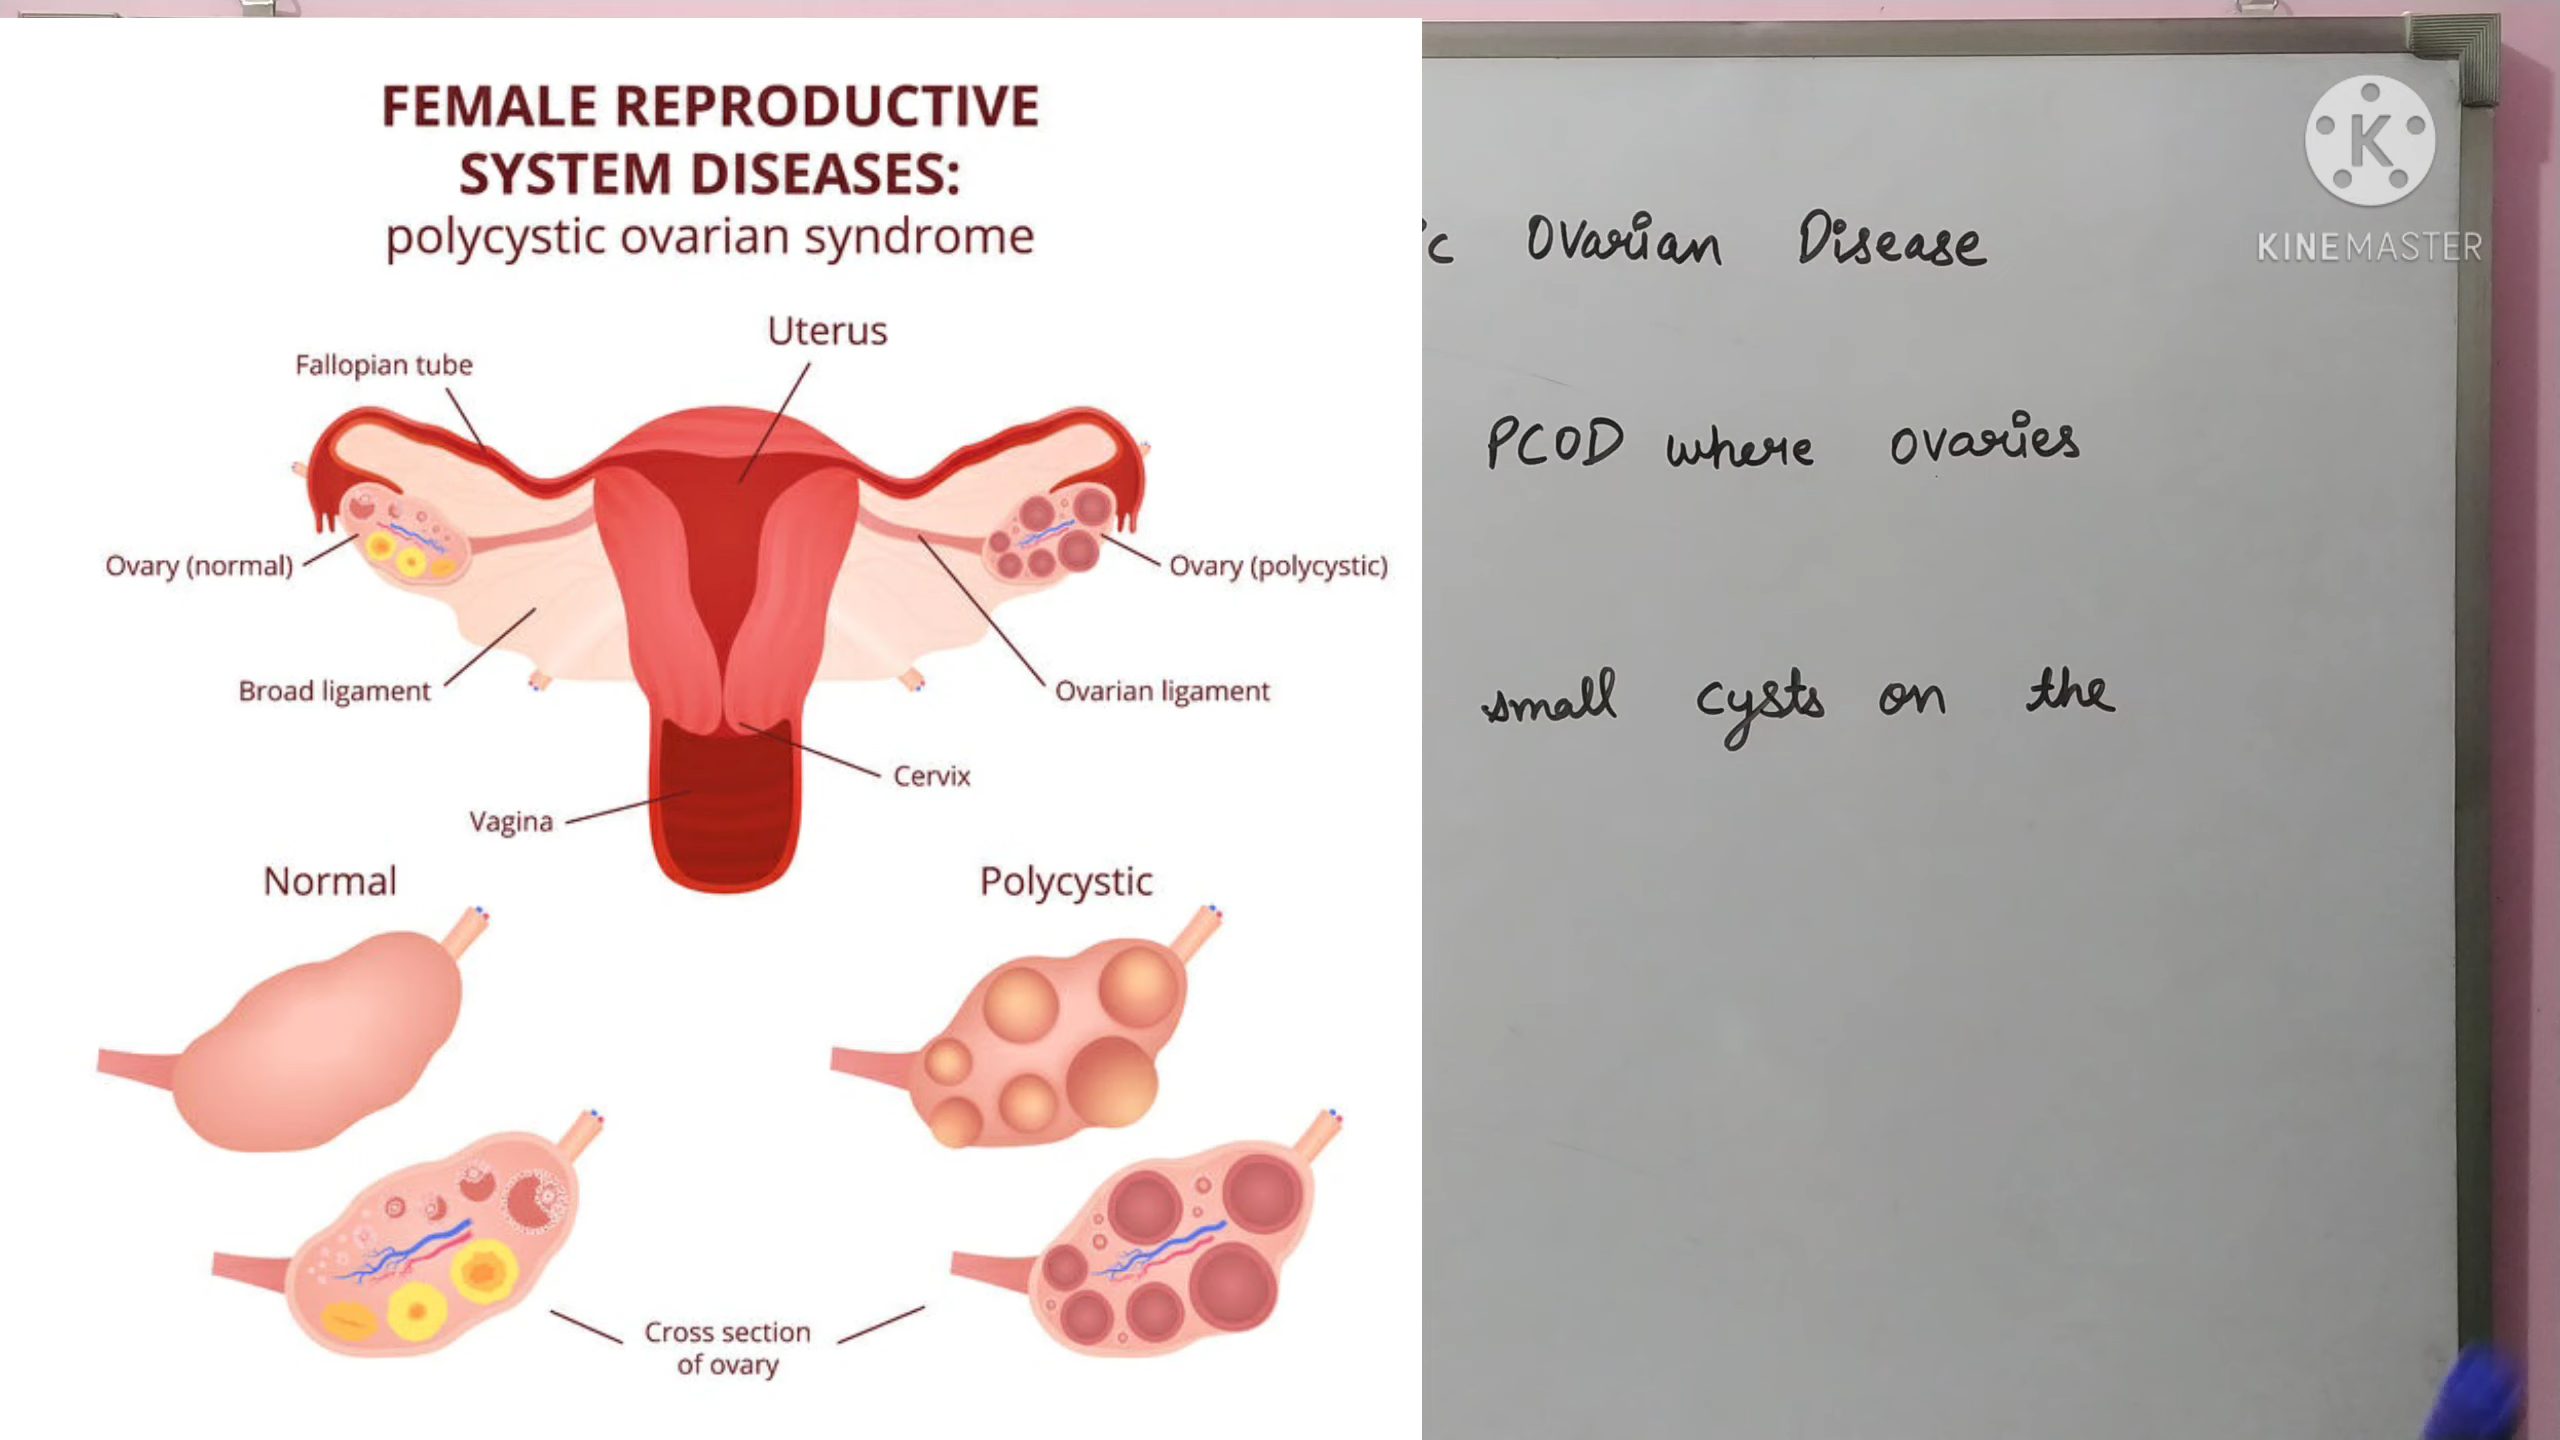 FEMALE REPRODUCTIVE
SYSTEM DISEASES:
polycystic ovarian syndrome
Uterus
Fallopian tube
Ovary (normal)
Ovary (polycystic)
Broad ligament
Ovarian ligament
Cervix
Vagina
Normal
Polycystic
Cross section
of ovary
c Ovarian Disease
PCOD where ovaries
small cysts on the
K
KINEMASTER